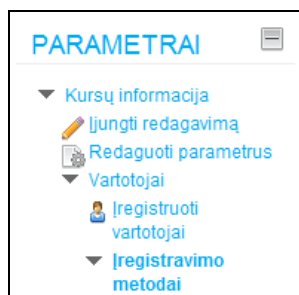 PARAMETRAI
Kursų informacija
Įjungti redagavimą
Redaguoti parametrus
Vartotojai
Įregistruoti
vartotojai
Įregistravimo
metodai